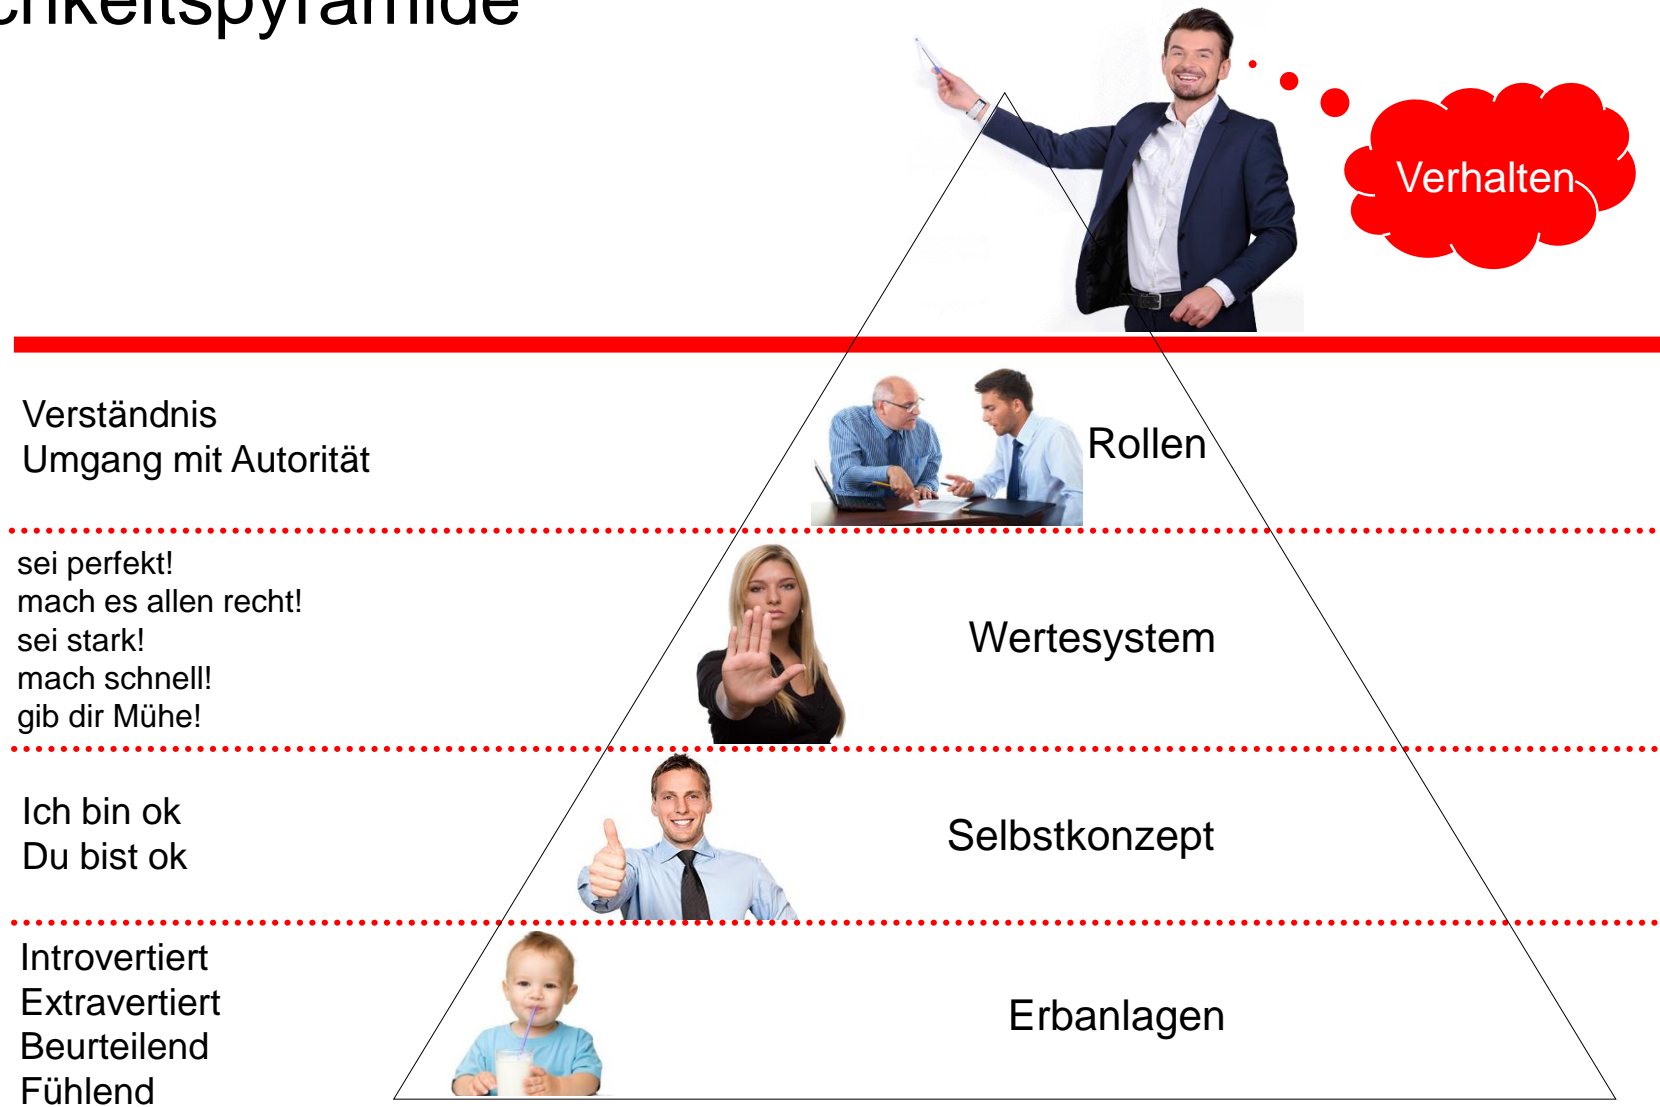 chkeitspyramide
Verhalten
Verständnis
Umgang mit Autorität
Rollen
sei perfekt!
mach es allen recht!
sei stark!
mach schnell!
gib dir Mühe!
Wertesystem
Ich bin ok
Du bist ok
Selbstkonzept
Introvertiert
Extravertiert
Beurteilend
Fühlend
Erbanlagen